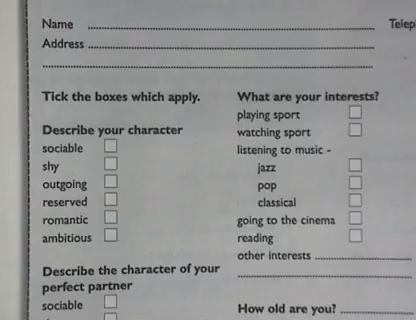 Name
Address
Tick the boxes which apply.
Describe your character
sociable
shy
outgoing
reserved
romantic
ambitious
Describe the character of your
perfect partner
sociable
What are your interests?
playing sport
watching sport
listening to music -
jazz
pop
classical
going to the cinema
reading
other interests
How old are you?